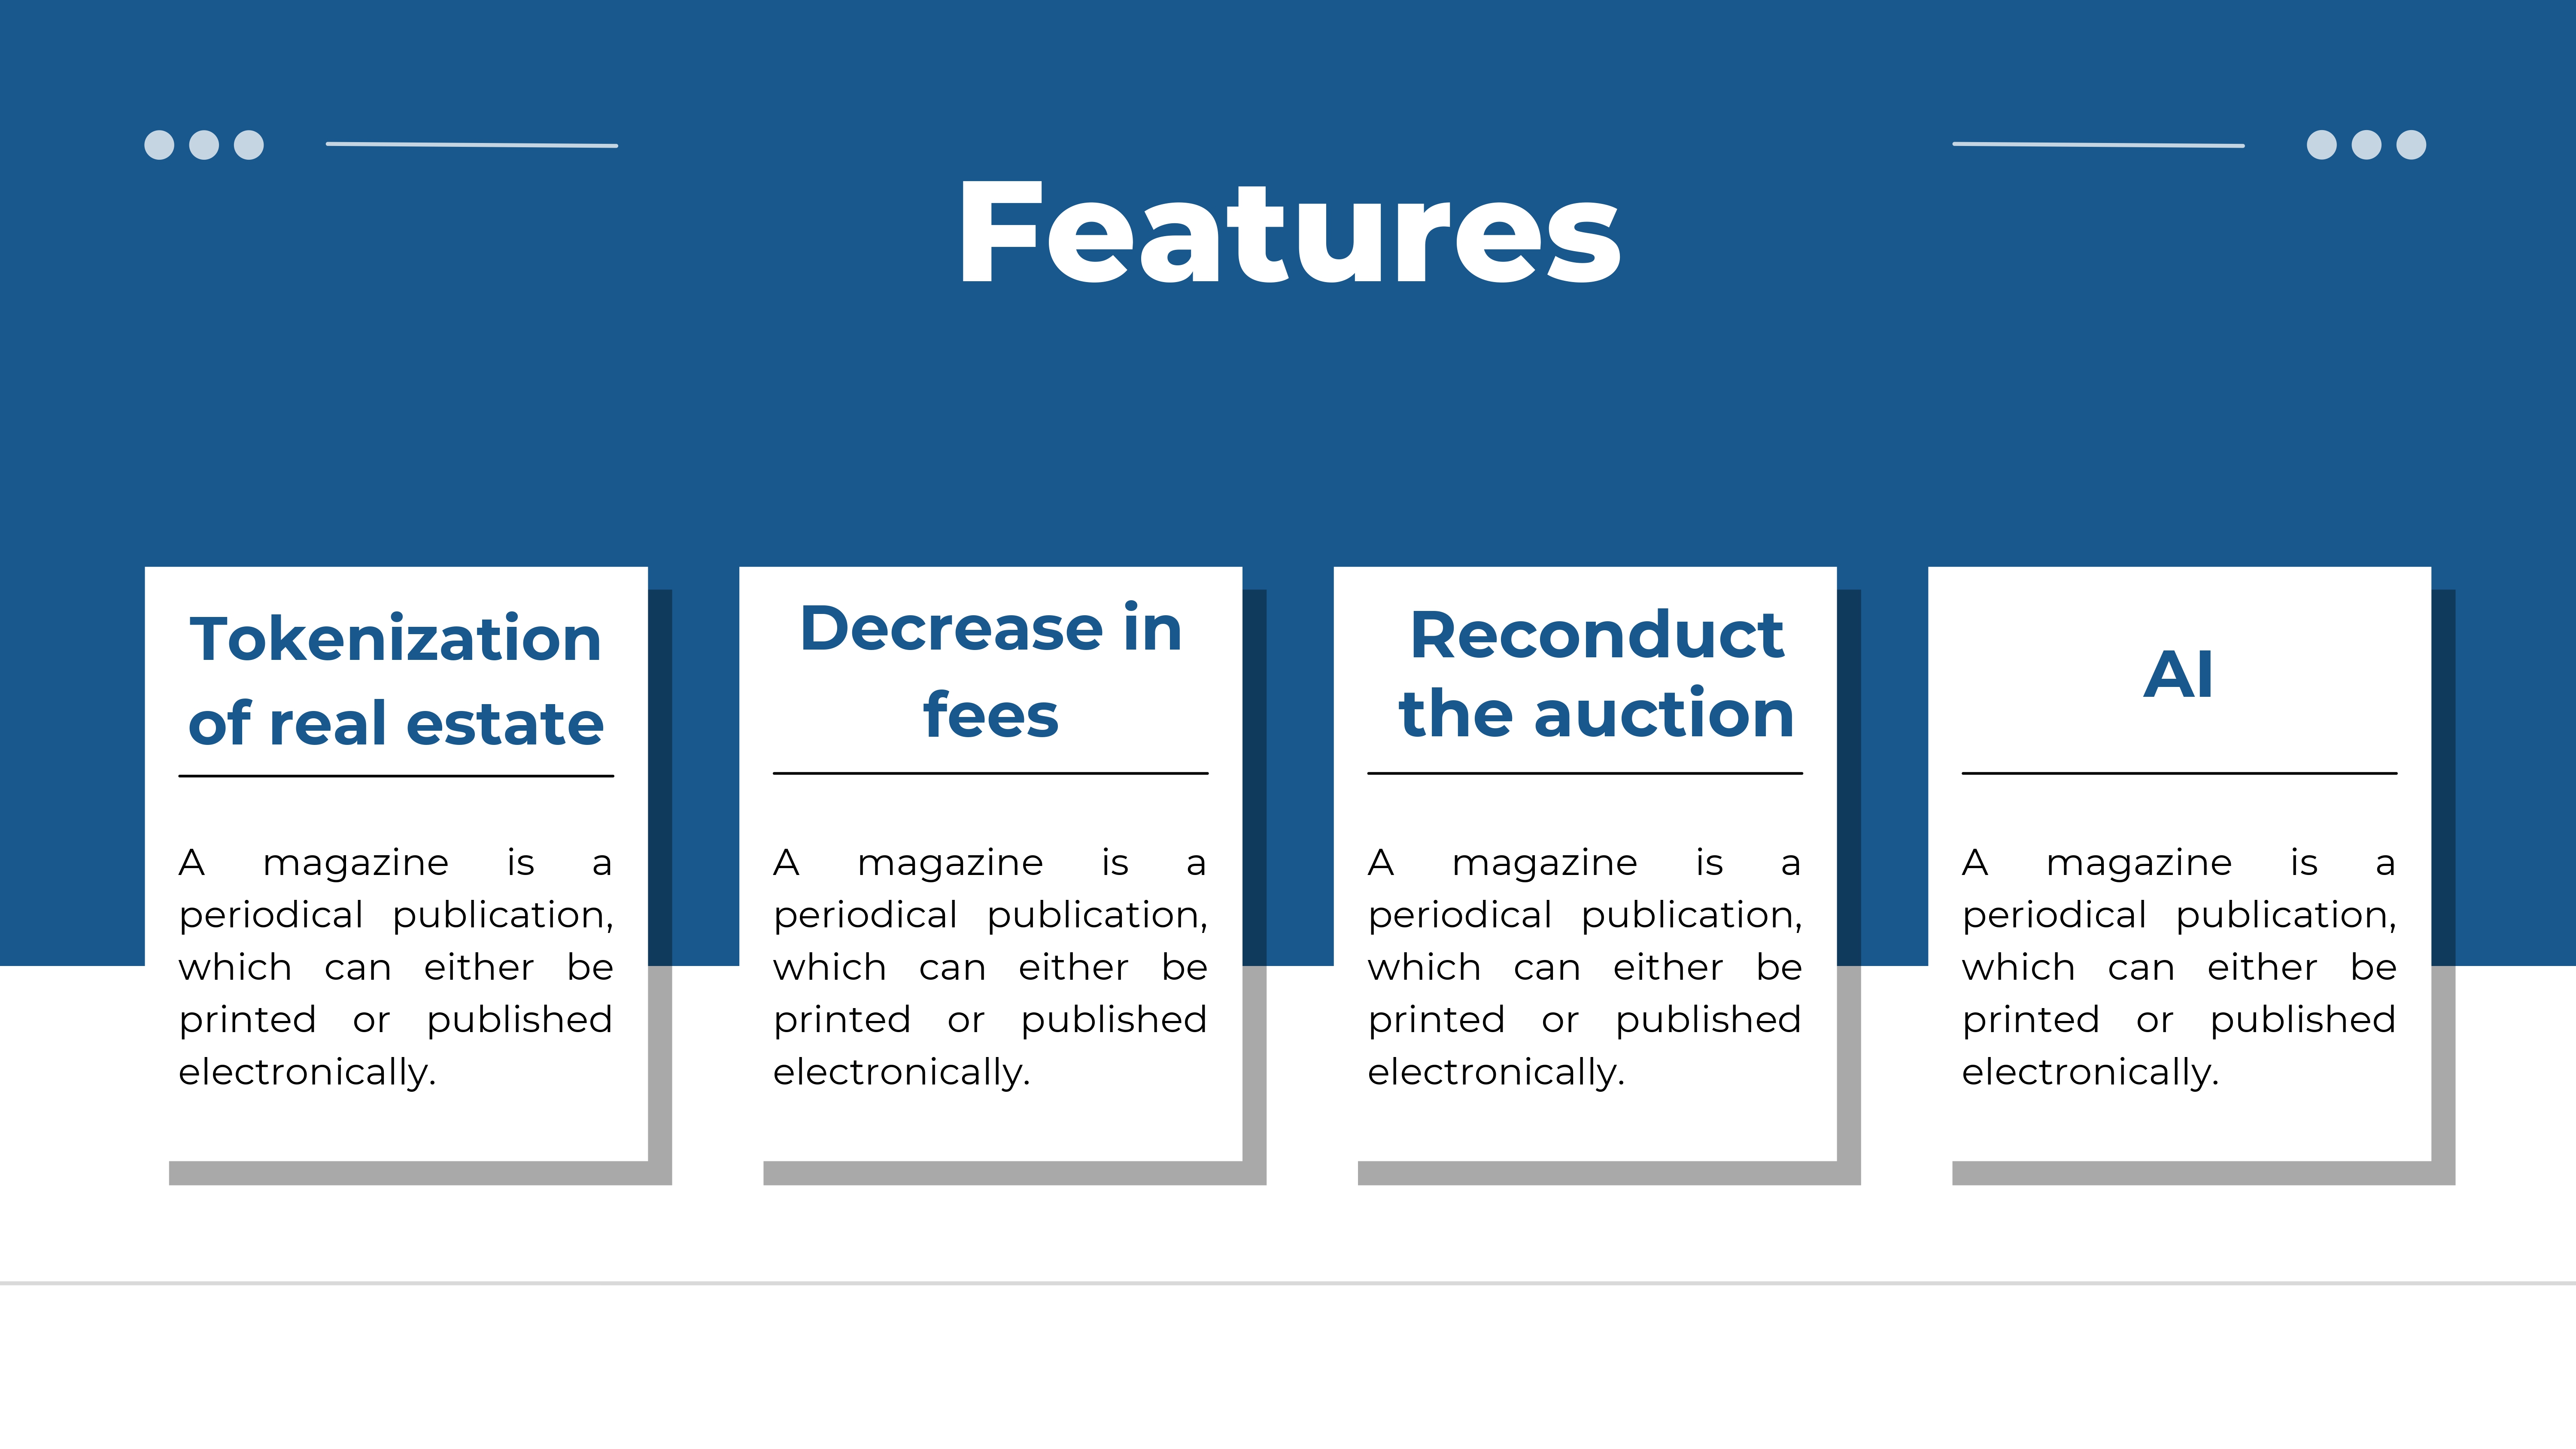 Features
Tokenization
of real estate
A magazine is a
periodical publication,
which can either be
printed or published
electronically.
Decrease in
fees
A magazine is a
periodical publication,
which can either be
printed or published
electronically.
Reconduct
the auction
A magazine is a
periodical publication,
which can either be
printed or published
electronically.
AI
A magazine is a
periodical publication,
which can either be
printed or published
electronically.